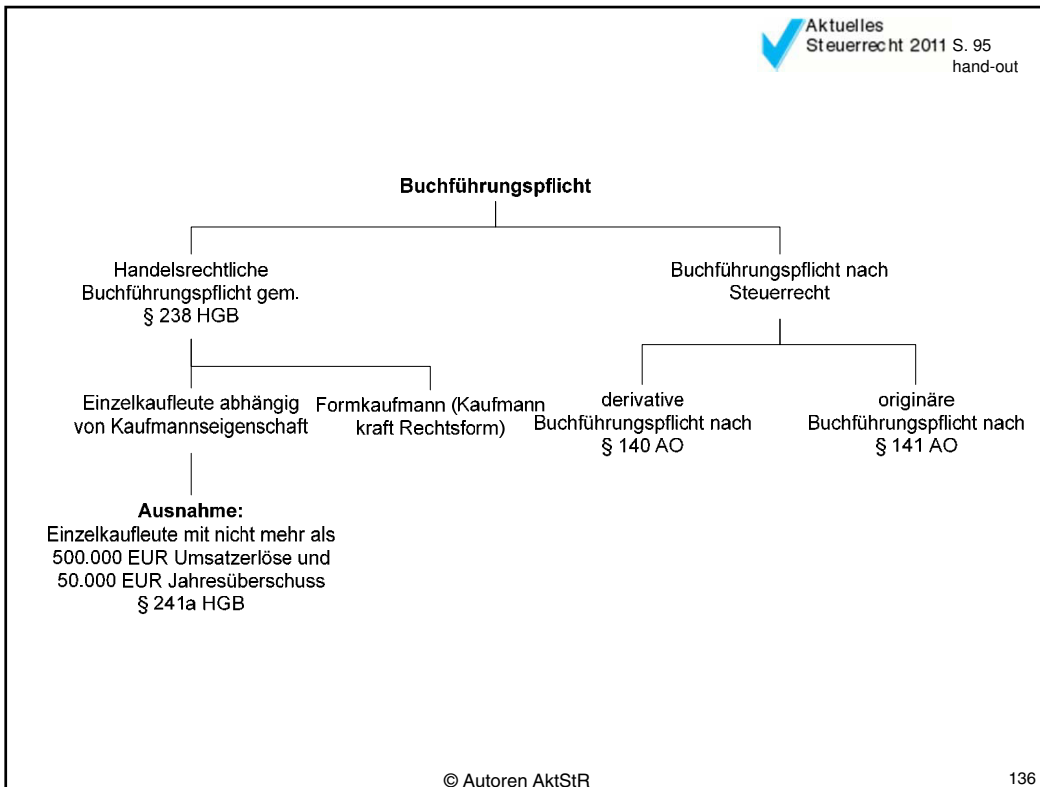 Aktuelles
Steuerrecht 2011 S. 95
hand-out
Buchführungspflicht
Handelsrechtliche
Buchführungspflicht gem.
§ 238 HGB
Buchführungspflicht nach
Steuerrecht
Einzelkaufleute abhängig
von Kaufmannseigenschaft
Formkaufmann (Kaufmann
kraft Rechtsform)
derivative
Buchführungspflicht nach
§ 140 AO
originäre
Buchführungspflicht nach
§ 141 AO
Ausnahme:
Einzelkaufleute mit nicht mehr als
500.000 EUR Umsatzerlöse und
50.000 EUR Jahresüberschuss
§ 241a HGB
© Autoren AktStR
136